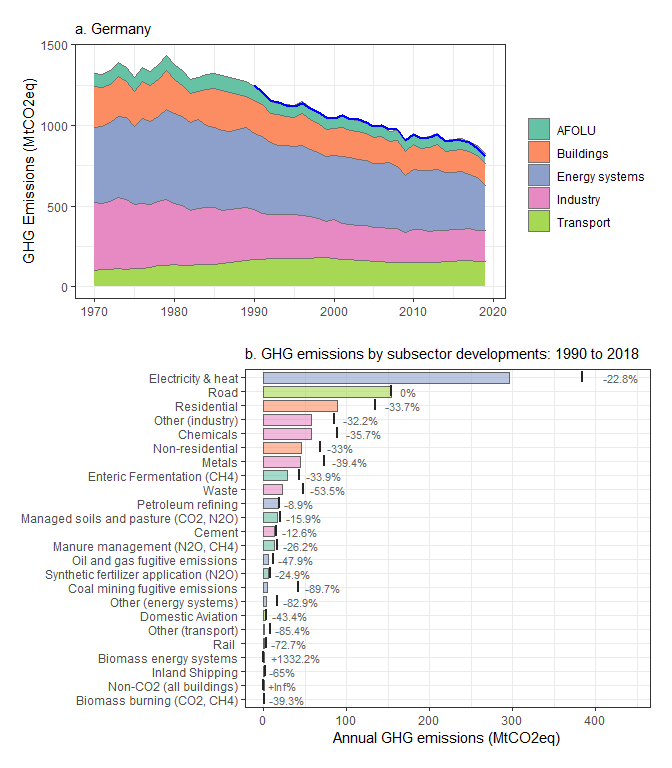 a. Germany
GHG Emissions (MtCO2eq)
1500
1000
500
0
1970 1980 1990 2000 2010 2020
AFOLU
Buildings
Energy systems
Industry
Transport
b. GHG emissions by subsector developments: 1990 to 2018
Electricity & heat -22.8%
Road 0%
Residential -33.7%
Other (industry) -32.2%
Chemicals -35.7%
Non-residential -33%
Metals -39.4%
Enteric Fermentation (CH4) -33.9%
Waste -53.5%
Petroleum refining -8.9%
Managed soils and pasture (CO2, N2O) -15.9%
Cement -12.6%
Manure management (N2O, CH4) -26.2%
Oil and gas fugitive emissions -47.9%
Synthetic fertilizer application (N2O) -24.9%
Coal mining fugitive emissions -89.7%
Other (energy systems) -82.9%
Domestic Aviation -43.4%
Other (transport) -85.4%
Rail -72.7%
Biomass energy systems +1332.2%
Inland Shipping -65%
Non-CO2 (all buildings) +Inf%
Biomass burning (CO2, CH4) -39.3%
0 100 200 300 400
Annual GHG emissions (MtCO2eq)